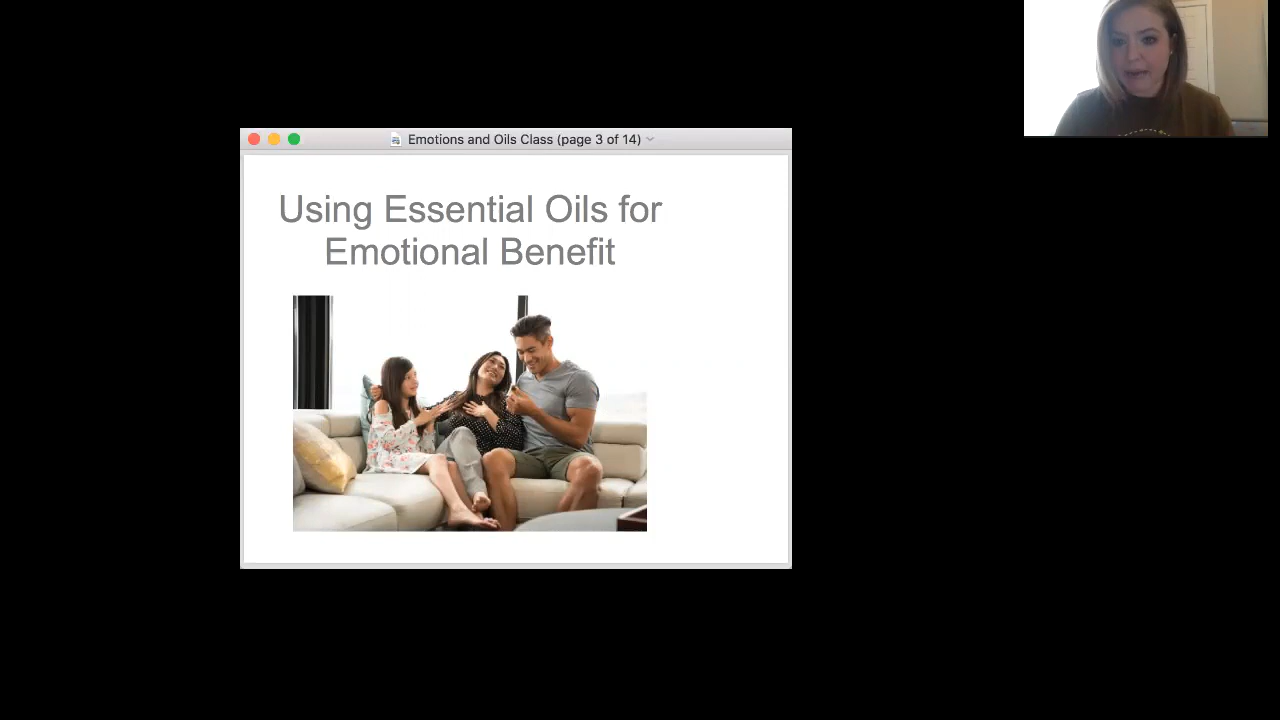 Emotions and Oils Class (page 3 of 14)
Using Essential Oils for
Emotional Benefit